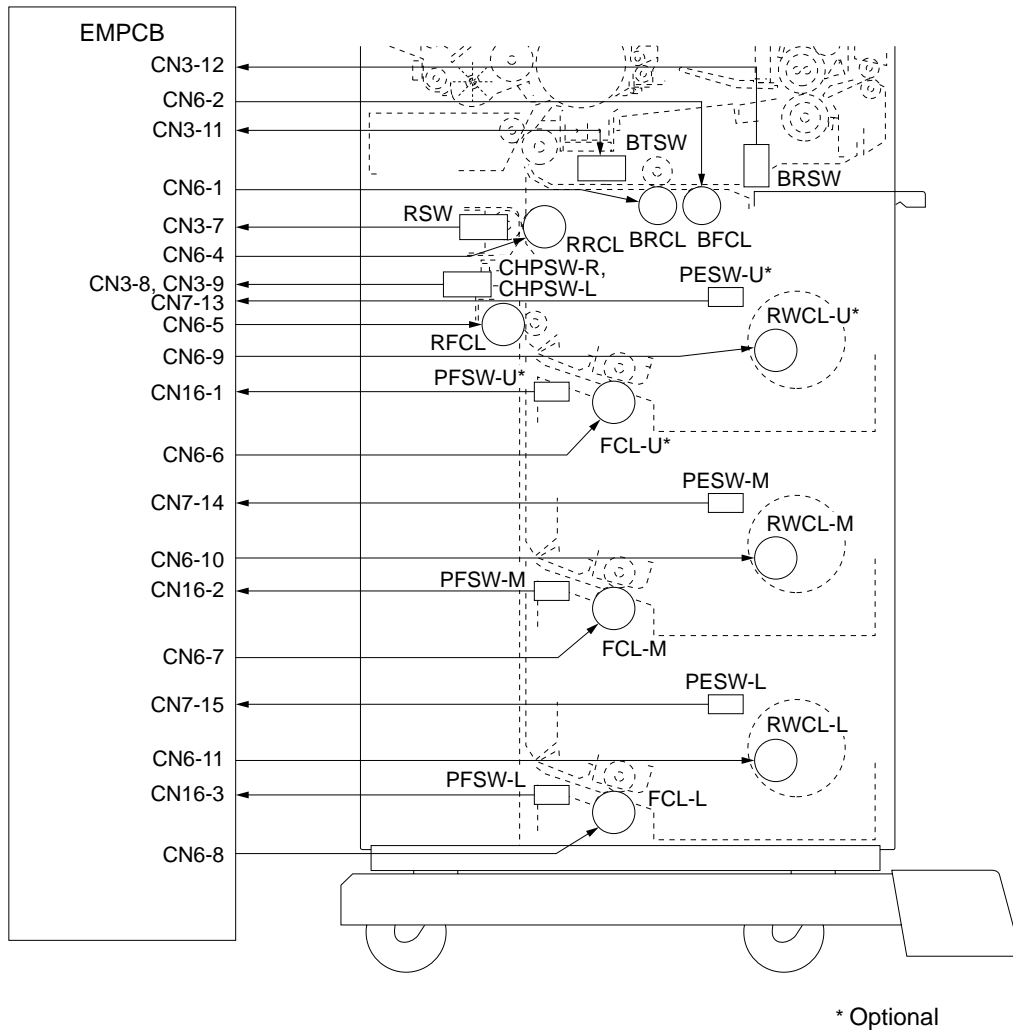 EMPCB
CN3-12
CN6-2
CN3-11
BTSW
CN6-1
BRSW
RSW
CN3-7
RRCL
BRCL
BFCL
CN6-4
CHPSW-R,
CHPSW-L
PESW-U*
CN3-8, CN3-9
CN7-13
RWCL-U*
CN6-5
RFCL
CN6-9
PFSW-U*
CN16-1
FCL-U*
CN6-6
PESW-M
CN7-14
RWCL-M
CN6-10
PFSW-M
CN16-2
FCL-M
CN6-7
PESW-L
CN7-15
RWCL-L
CN6-11
PFSW-L
CN16-3
FCL-L
CN6-8
* Optional